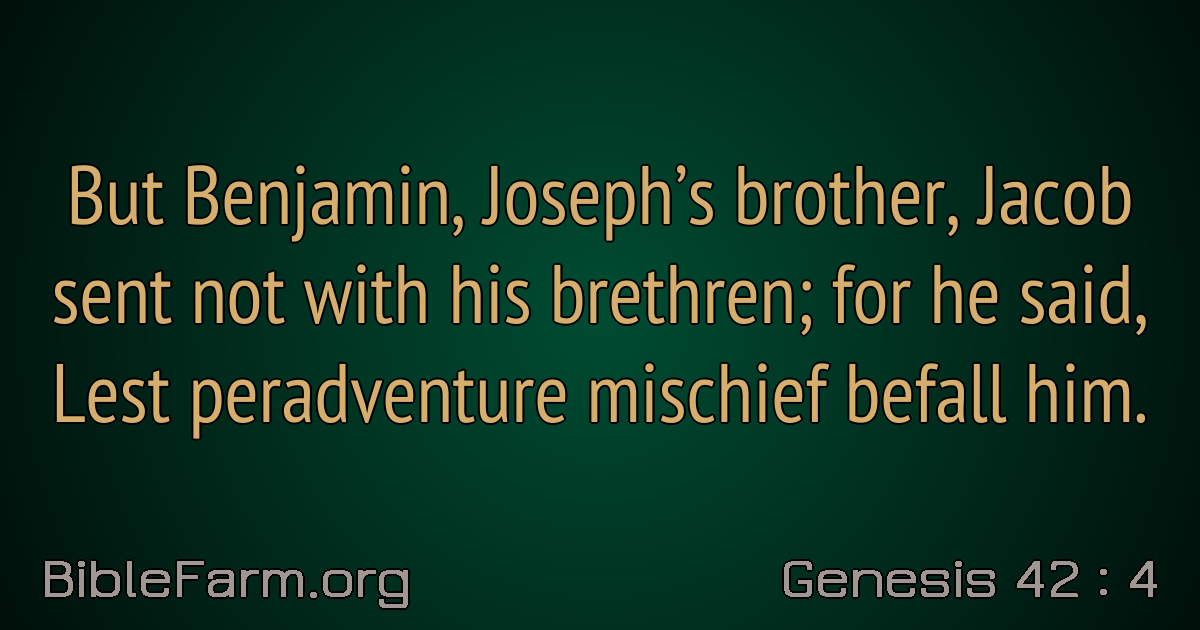 But Benjamin, Joseph’s brother, Jacob
sent not with his brethren; for he said,
Lest peradventure mischief befall him.
BibleFarm.org
Genesis 42 : 4